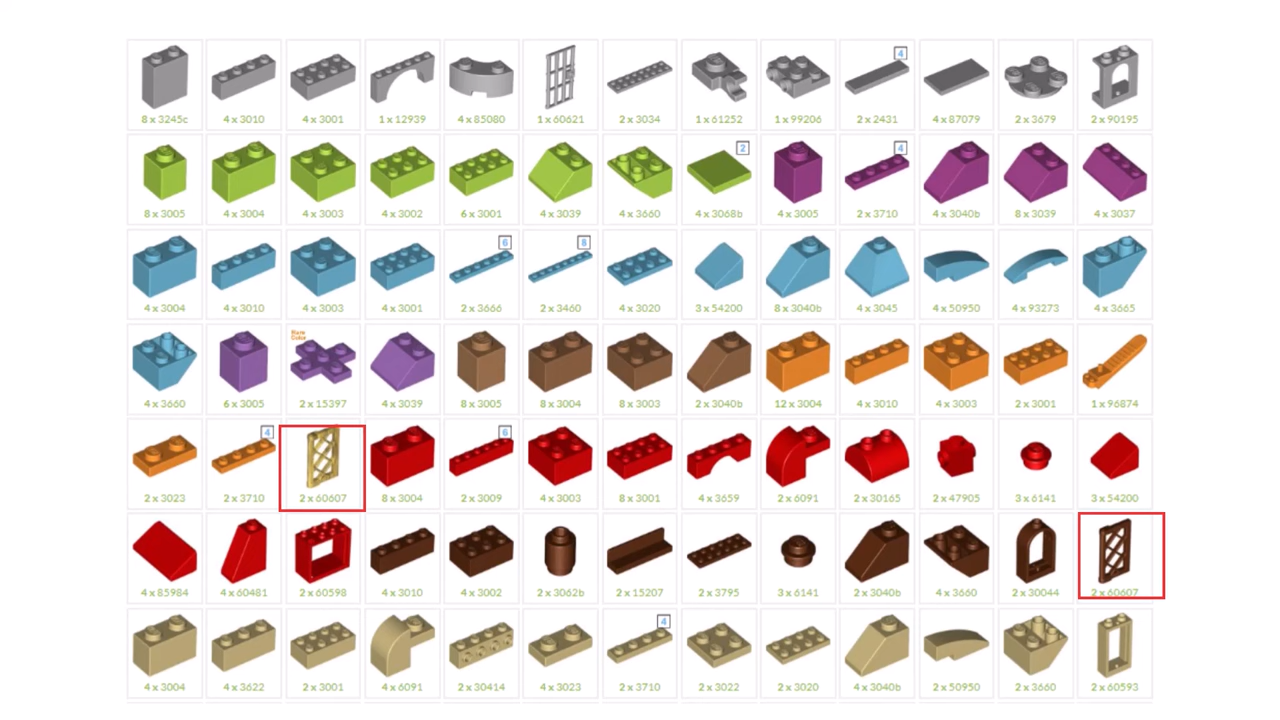 4
8 x 3245c 4 x 3010 4 x 3001 1 x 12939 4 x 85080 1 x 60621 2 x 3034 1 x 61252 1 x 99206 2 x 2431 4 x 87079 2 x 3679 2 x 90195
2 4
8 x 3005 4 x 3004 4 x 3003 4 x 3002 6 x 3001 4 x 3039 4 x 3660 4 x 3068b 4 x 3005 2 x 3710 4 x 3040b 8 x 3039 4 x 3037
6 8
4 x 3004 4 x 3010 4 x 3003 4 x 3001 2 x 3666 2 x 3460 4 x 3020 3 x 54200 8 x 3040b 4 x 3045 4 x 50950 4 x 93273 4 x 3665
Rare
Color
4 x 3660 6 x 3005 2 x 15397 4 x 3039 8 x 3005 8 x 3004 8 x 3003 2 x 3040b 12 x 3004 4 x 3010 4 x 3003 2 x 3001 1 x 96874
4 6
2 x 3023 2 x 3710 2 x 60607 8 x 3004 2 x 3009 4 x 3003 8 x 3001 4 x 3659 2 x 6091 2 x 30165 2 x 47905 3 x 6141 3 x 54200
4 x 85984 4 x 60481 2 x 60598 4 x 3010 4 x 3002 2 x 3062b 2 x 15207 2 x 3795 3 x 6141 2 x 3040b 4 x 3660 2 x 30044 2 x 60607
4
4 x 3004 4 x 3622 2 x 3001 4 x 6091 2 x 30414 4 x 3023 2 x 3710 2 x 3022 2 x 3020 4 x 3040b 2 x 50950 2 x 3660 2 x 60593